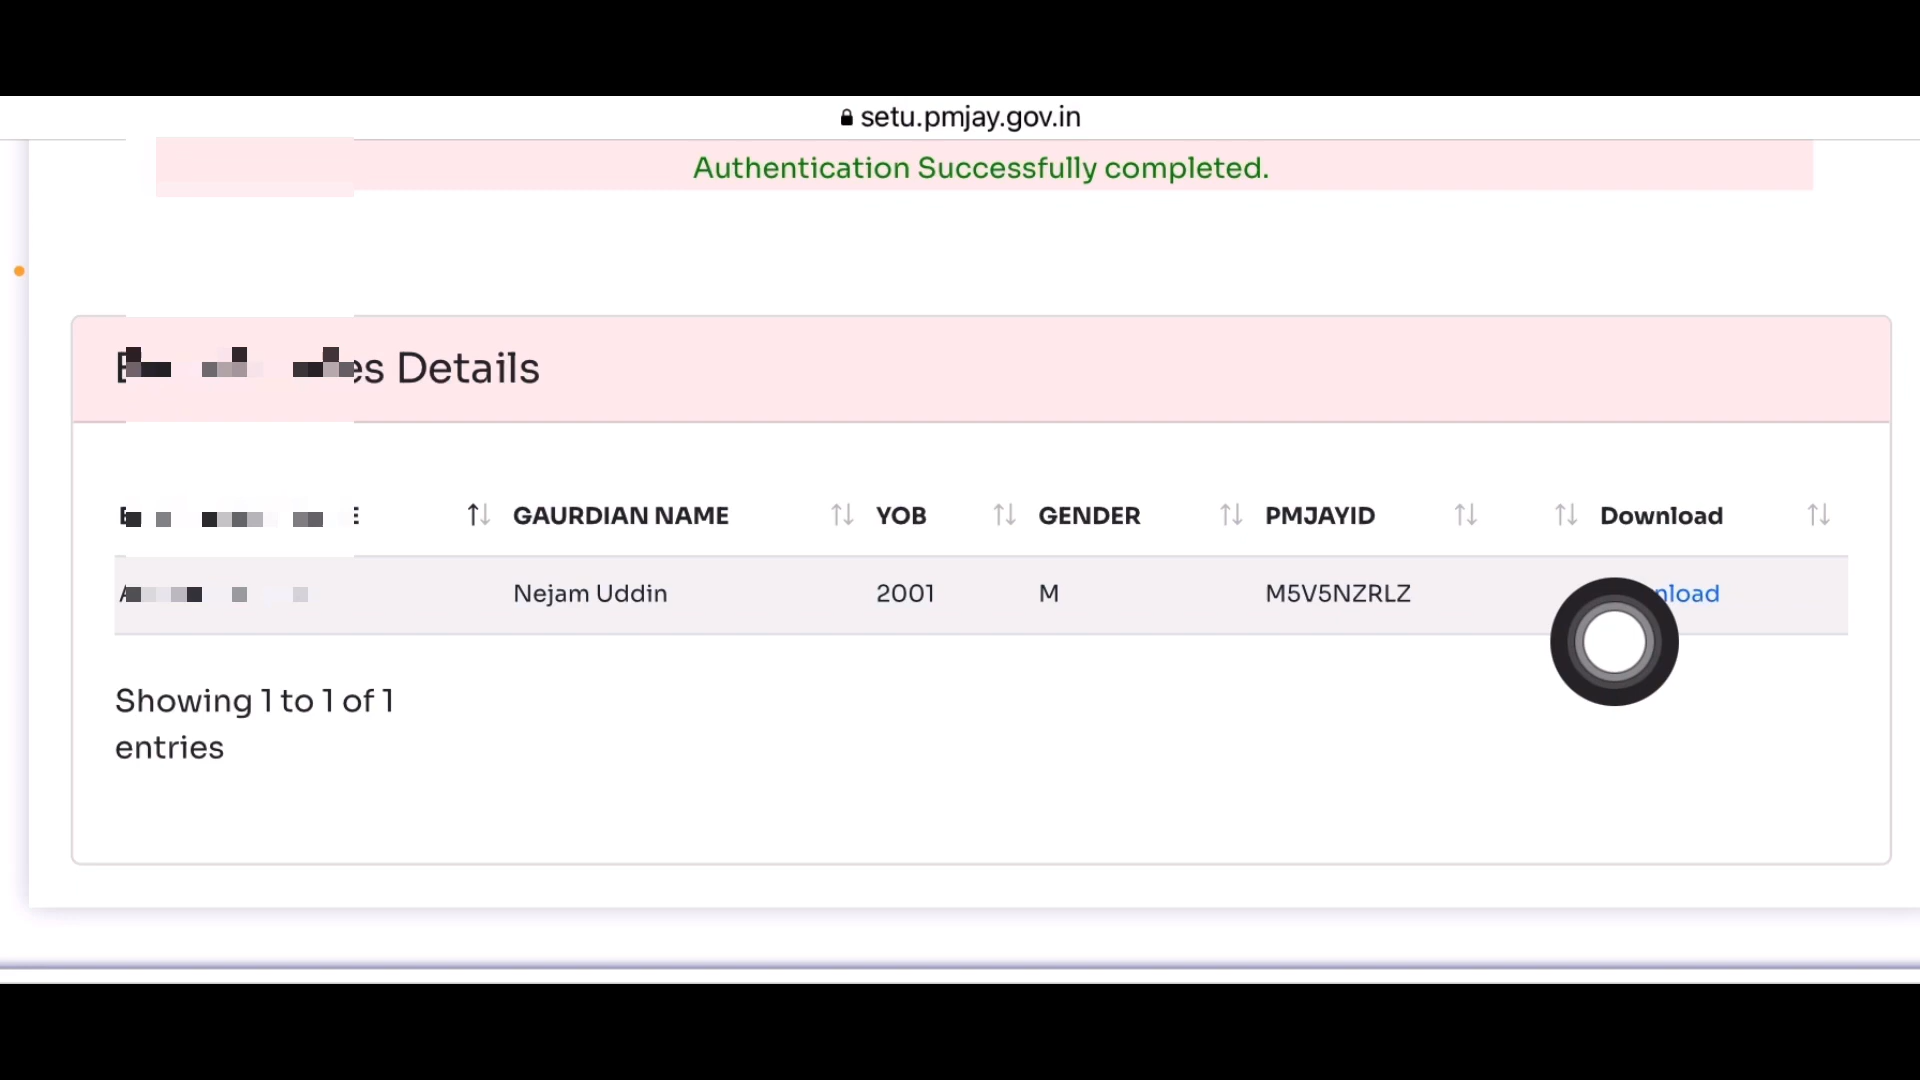 setu.pmjay.gov.in
Authentication Successfully completed.
Details
GAURDIAN NAME YOB GENDER PMJAYID Download
Nejam Uddin 2001 M M5V5NZRLZ
Showing 1 to 1 of 1
entries